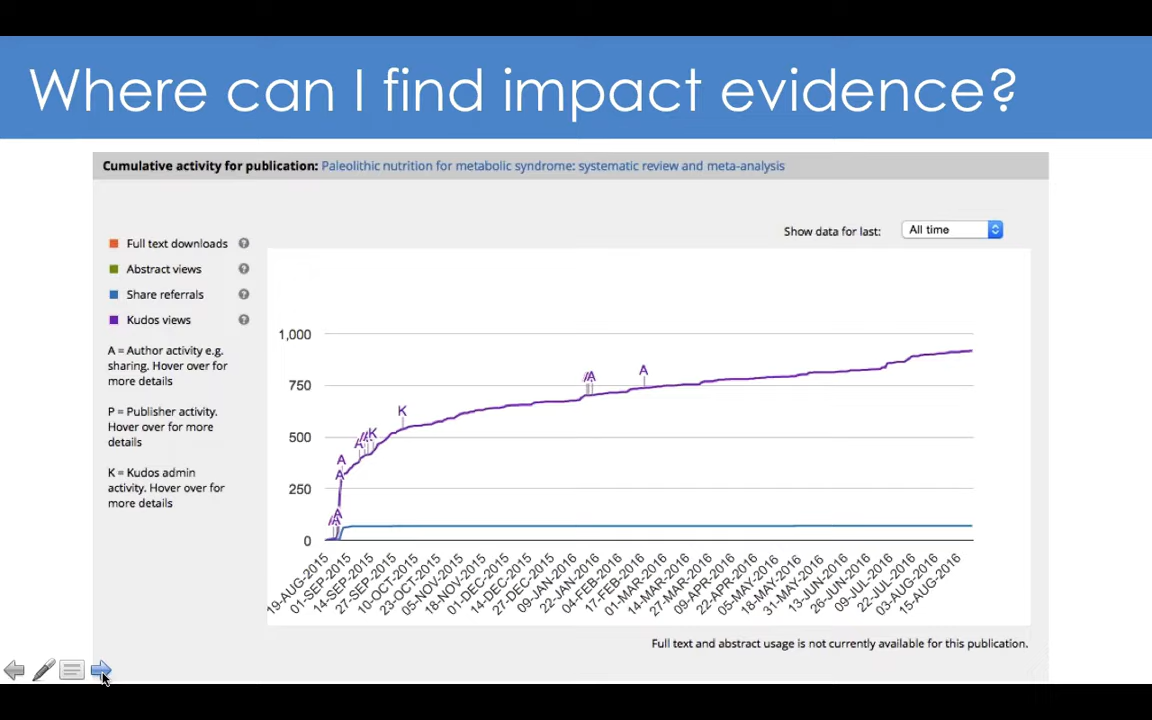 Where can I find impact evidence?
Cumulative activity for publication: Paleolithic nutrition for metabolic syndrome: systematic review and meta-analysis
Show data for last: All time
Full text downloads ?
Abstract views ?
Share referrals ?
Kudos views ?
A = Author activity e.g.
sharing. Hover over for
more details
P = Publisher activity.
Hover over for more
details
K = Kudos admin
activity. Hover over for
more details
1,000
750
500
250
0
A
A
K
A
K
A
A
A
A
19-AUG-2015
01-SEP-2015
14-SEP-2015
27-SEP-2015
10-OCT-2015
23-OCT-2015
05-NOV-2015
18-NOV-2015
01-DEC-2015
14-DEC-2015
27-DEC-2015
09-JAN-2016
22-JAN-2016
04-FEB-2016
17-FEB-2016
01-MAR-2016
14-MAR-2016
27-MAR-2016
09-APR-2016
22-APR-2016
05-MAY-2016
18-MAY-2016
31-MAY-2016
13-JUN-2016
26-JUN-2016
09-JUL-2016
22-JUL-2016
03-AUG-2016
15-AUG-2016
Full text and abstract usage is not currently available for this publication.